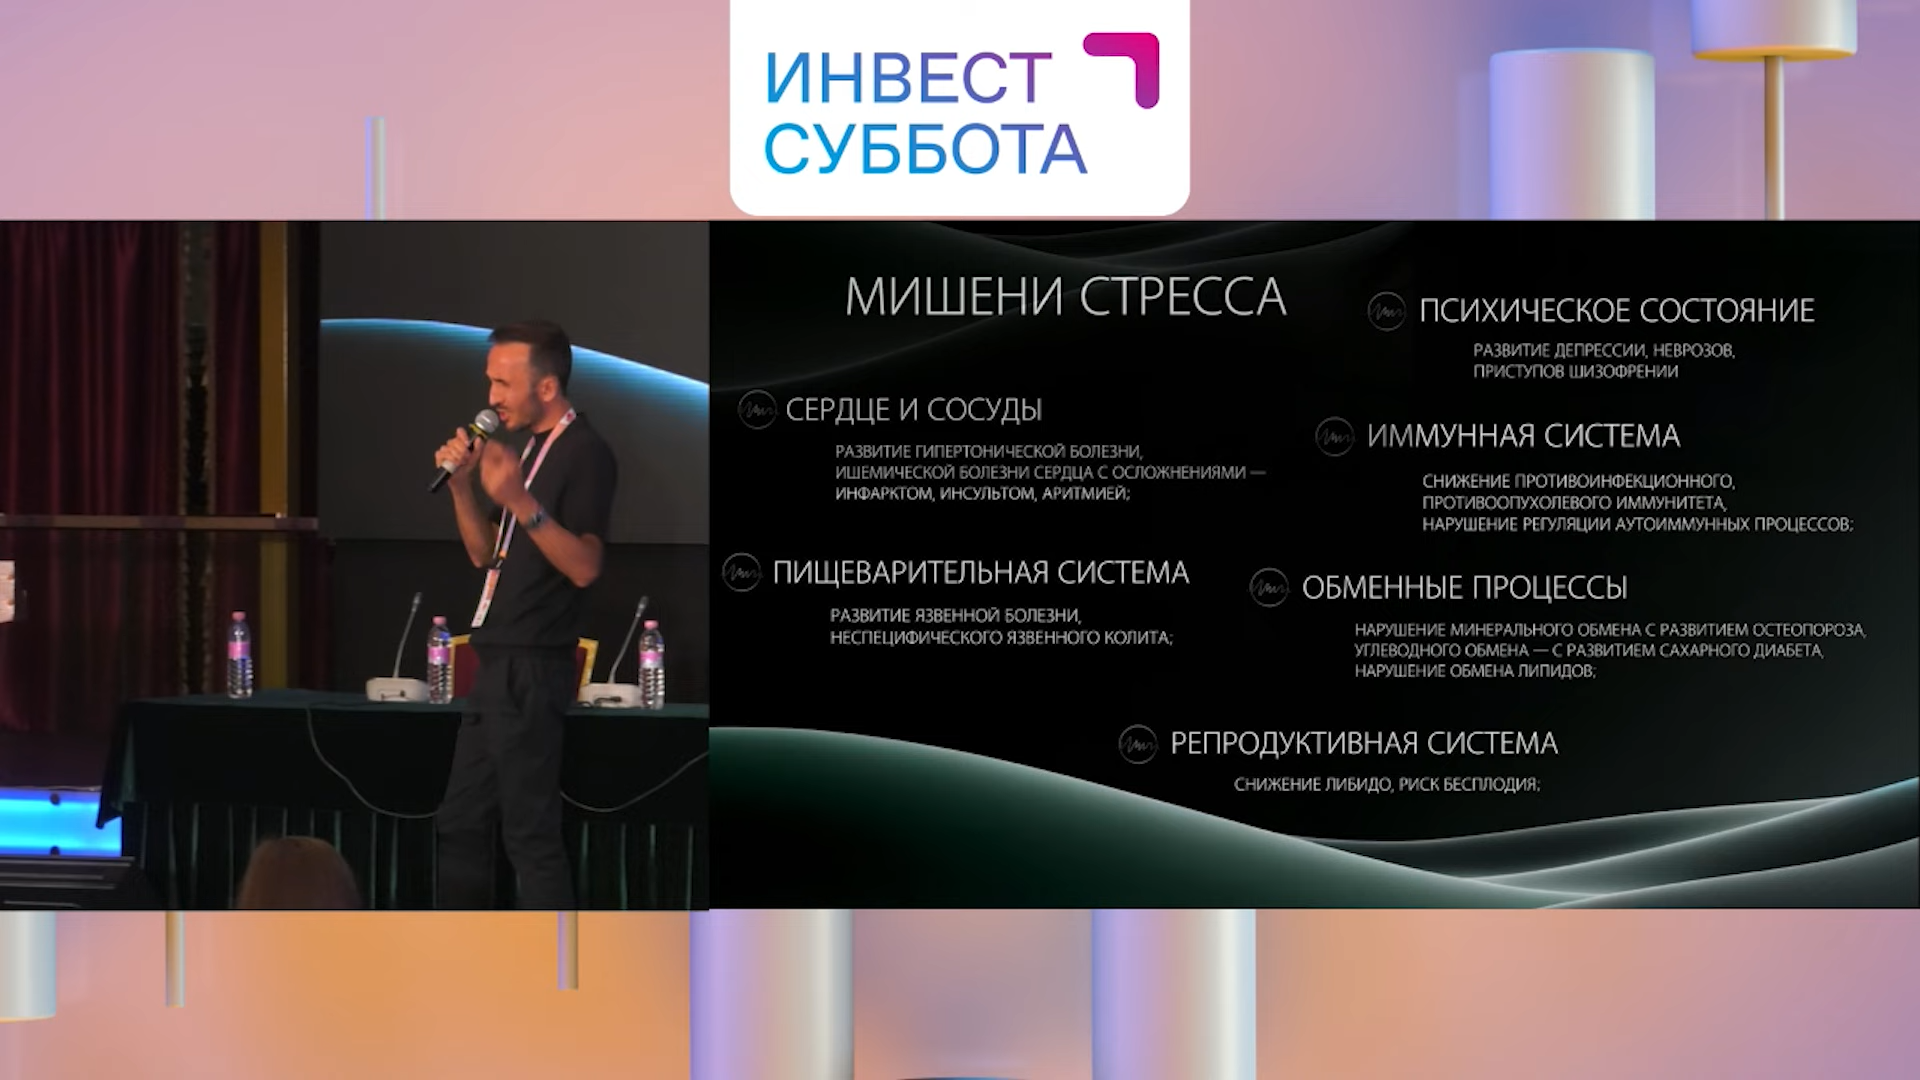 ИНВЕСТ
СУББОТА
МИШЕНИ СТРЕССА
СЕРДЦЕ И СОСУДЫ
РАЗВИТИЕ ГИПЕРТОНИЧЕСКОЙ БОЛЕЗНИ,
ИШЕМИЧЕСКОЙ БОЛЕЗНИ СЕРДЦА С ОСЛОЖНЕНИЯМИ —
ИНФАРКТОМ, ИНСУЛЬТОМ, АРИТМИЕЙ;
ПИЩЕВАРИТЕЛЬНАЯ СИСТЕМА
РАЗВИТИЕ ЯЗВЕННОЙ БОЛЕЗНИ,
НЕСПЕЦИФИЧЕСКОГО ЯЗВЕННОГО КОЛИТА;
ПСИХИЧЕСКОЕ СОСТОЯНИЕ
РАЗВИТИЕ ДЕПРЕССИИ, НЕВРОЗОВ,
ПРИСТУПОВ ШИЗОФРЕНИИ
ИММУННАЯ СИСТЕМА
СНИЖЕНИЕ ПРОТИВОИНФЕКЦИОННОГО,
ПРОТИВООПУХОЛЕВОГО ИММУНИТЕТА,
НАРУШЕНИЕ РЕГУЛЯЦИИ АУТОИММУННЫХ ПРОЦЕССОВ;
ОБМЕННЫЕ ПРОЦЕССЫ
НАРУШЕНИЕ МИНЕРАЛЬНОГО ОБМЕНА С РАЗВИТИЕМ ОСТЕОПОРОЗА,
УГЛЕВОДНОГО ОБМЕНА — С РАЗВИТИЕМ САХАРНОГО ДИАБЕТА,
НАРУШЕНИЕ ОБМЕНА ЛИПИДОВ;
РЕПРОДУКТИВНАЯ СИСТЕМА
СНИЖЕНИЕ ЛИБИДО, РИСК БЕСПЛОДИЯ;